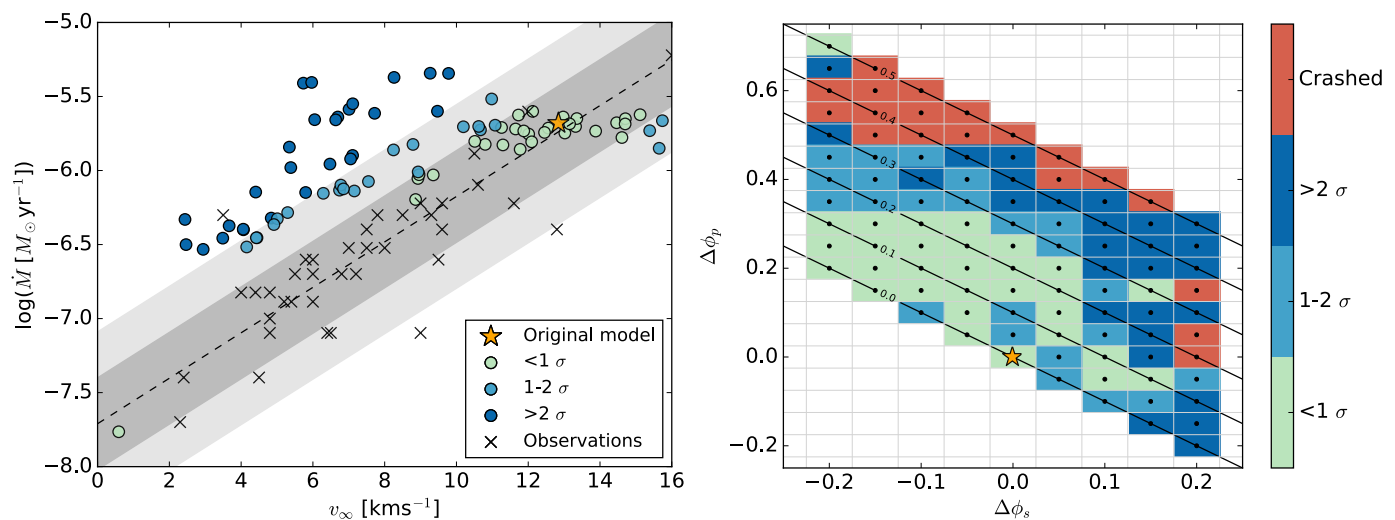 −5.0
−5.5
−6.0
−6.5
−7.0
−7.5
−8.0
log(Ṁ [M⊙ yr⁻¹])
0 2 4 6 8 10 12 14 16
v∞ [kms⁻¹]
Original model
<1 σ
1-2 σ
>2 σ
Observations
0.6
0.4
0.2
0.0
−0.2
Δϕp
0.5
0.4
0.3
0.2
0.1
0.0
−0.2 −0.1 0.0 0.1 0.2
Δϕs
Crashed
>2 σ
1-2 σ
<1 σ